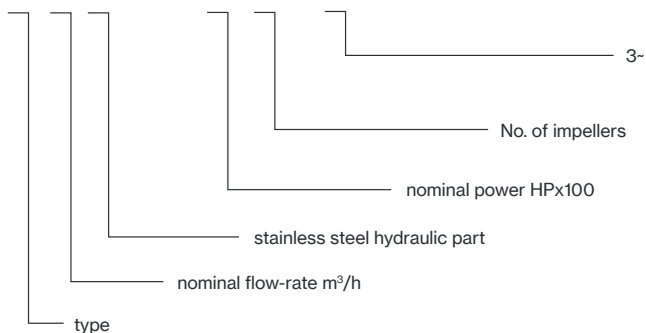 3~
No. of impellers
nominal power HPx100
stainless steel hydraulic part
nominal flow-rate m³/h
type